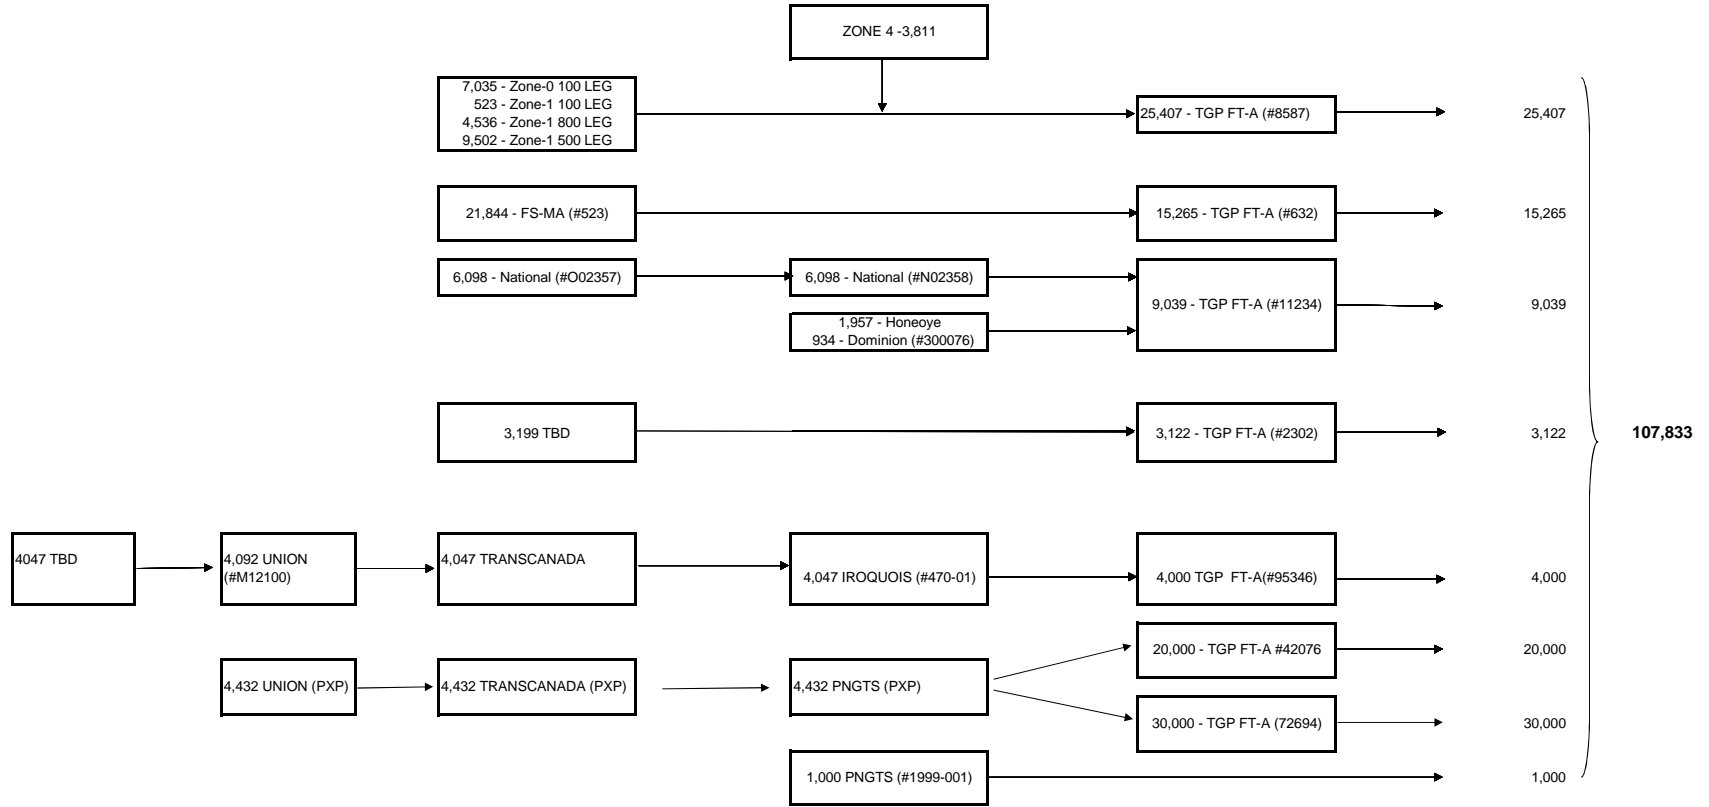 ZONE 4 -3,811
7,035 - Zone-0 100 LEG
523 - Zone-1 100 LEG
4,536 - Zone-1 800 LEG
9,502 - Zone-1 500 LEG
25,407 - TGP FT-A (#8587)
25,407
21,844 - FS-MA (#523)
15,265 - TGP FT-A (#632)
15,265
6,098 - National (#O02357)
6,098 - National (#N02358)
9,039 - TGP FT-A (#11234)
9,039
1,957 - Honeoye
934 - Dominion (#300076)
3,199 TBD
3,122 - TGP FT-A (#2302)
3,122
107,833
4047 TBD
4,092 UNION
(#M12100)
4,047 TRANSCANADA
4,047 IROQUOIS (#470-01)
4,000 TGP  FT-A(#95346)
4,000
20,000 - TGP FT-A #42076
20,000
4,432 UNION (PXP)
4,432 TRANSCANADA (PXP)
4,432 PNGTS (PXP)
30,000 - TGP FT-A (72694)
30,000
1,000 PNGTS (#1999-001)
1,000